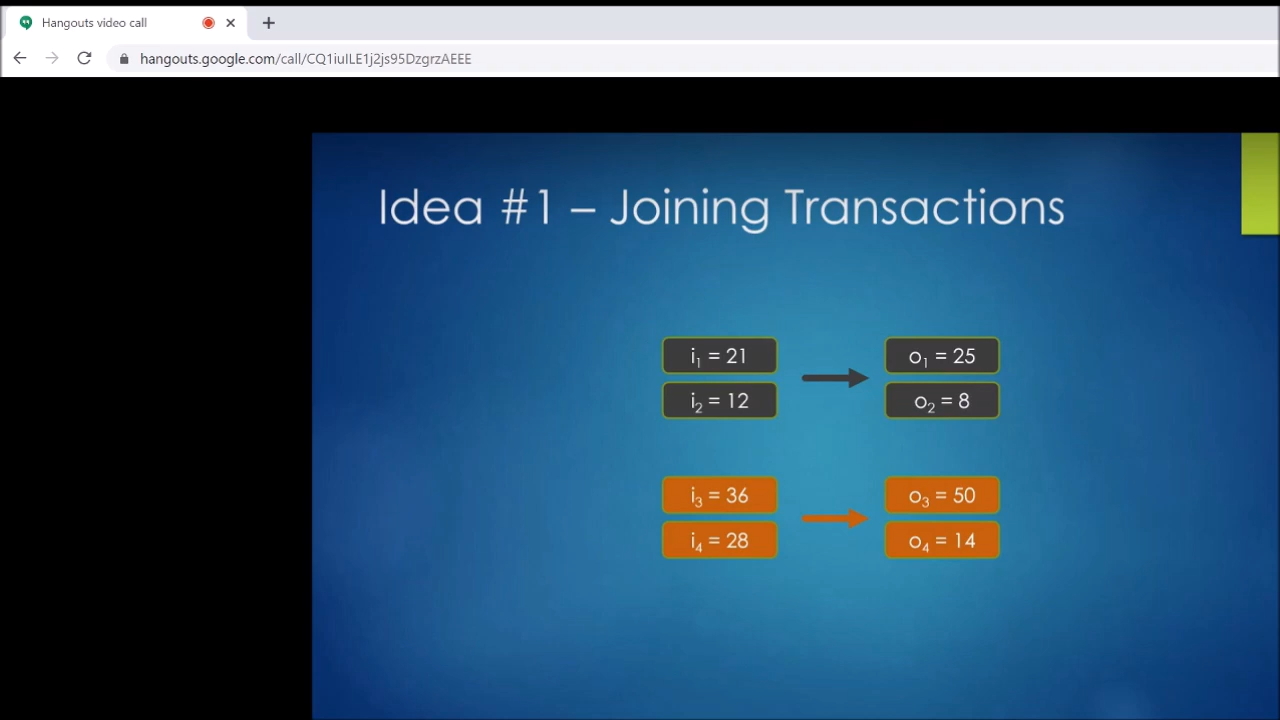 Hangouts video call
hangouts.google.com/call/CQ1iuILE1j2js95DzgrzAEEE
Idea #1 – Joining Transactions
i₁ = 21
o₁ = 25
i₂ = 12
o₂ = 8
i₃ = 36
o₃ = 50
i₄ = 28
o₄ = 14